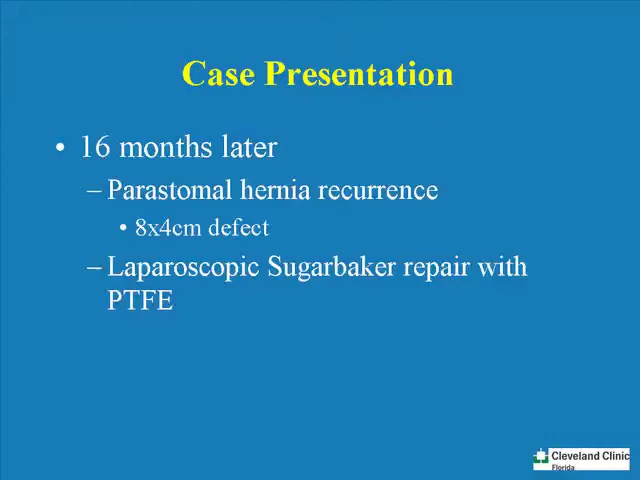 Case Presentation
• 16 months later
– Parastomal hernia recurrence
• 8x4cm defect
– Laparoscopic Sugarbaker repair with
PTFE
Cleveland Clinic
Florida